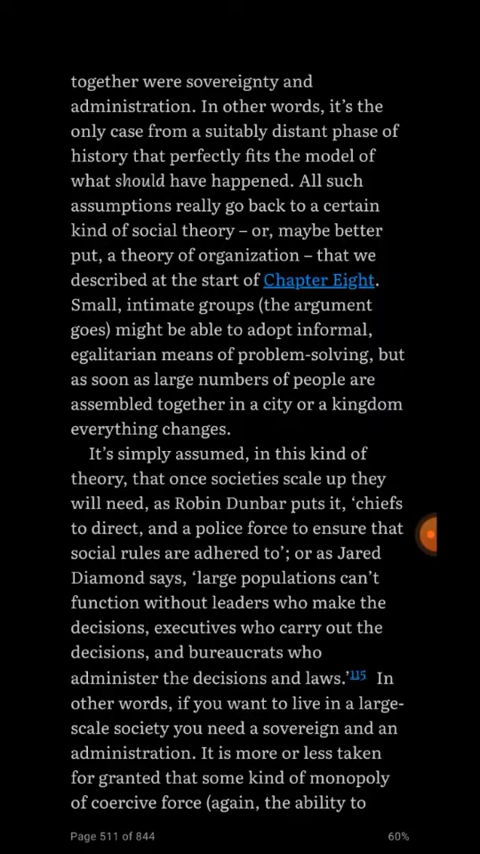 together were sovereignty and
administration. In other words, it’s the
only case from a suitably distant phase of
history that perfectly fits the model of
what should have happened. All such
assumptions really go back to a certain
kind of social theory – or, maybe better
put, a theory of organization – that we
described at the start of Chapter Eight.
Small, intimate groups (the argument
goes) might be able to adopt informal,
egalitarian means of problem-solving, but
as soon as large numbers of people are
assembled together in a city or a kingdom
everything changes.
It’s simply assumed, in this kind of
theory, that once societies scale up they
will need, as Robin Dunbar puts it, ‘chiefs
to direct, and a police force to ensure that
social rules are adhered to’; or as Jared
Diamond says, ‘large populations can’t
function without leaders who make the
decisions, executives who carry out the
decisions, and bureaucrats who
administer the decisions and laws.’115 In
other words, if you want to live in a large-
scale society you need a sovereign and an
administration. It is more or less taken
for granted that some kind of monopoly
of coercive force (again, the ability to
Page 511 of 844
60%